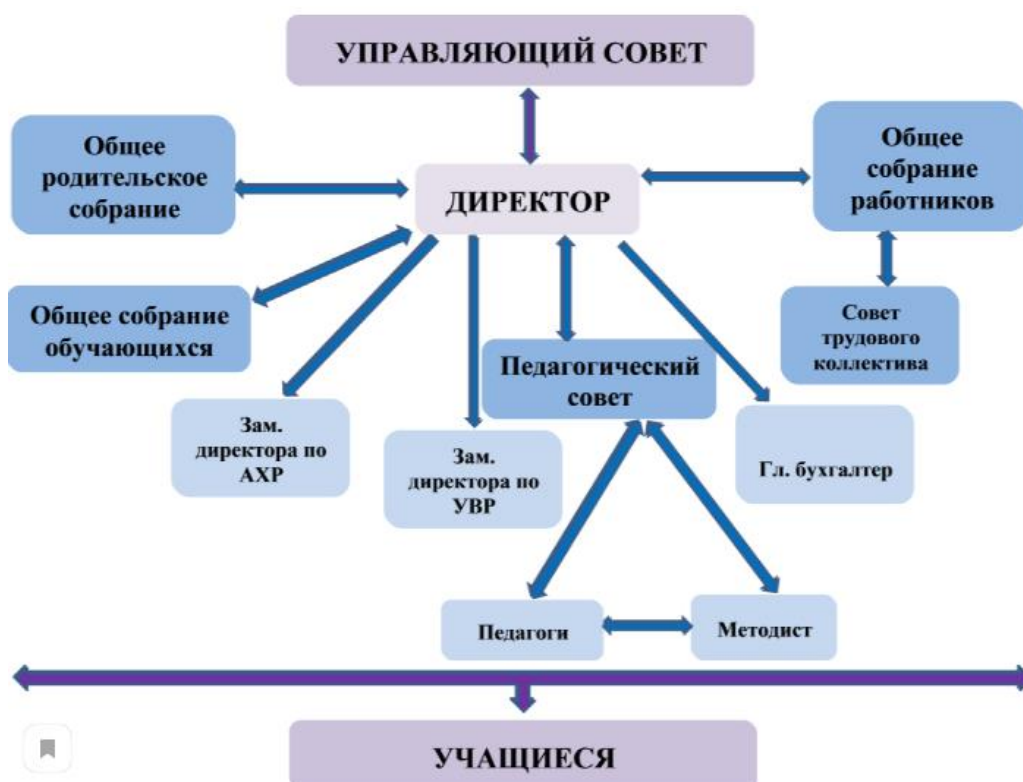 УПРАВЛЯЮЩИЙ СОВЕТ
Общее
родительское
собрание
ДИРЕКТОР
Общее
собрание
работников
Общее собрание
обучающихся
Совет
трудового
коллектива
Педагогический
совет
Зам.
директора по
АХР
Зам.
директора по
УВР
Гл. бухгалтер
Педагоги
Методист
УЧАЩИЕСЯ